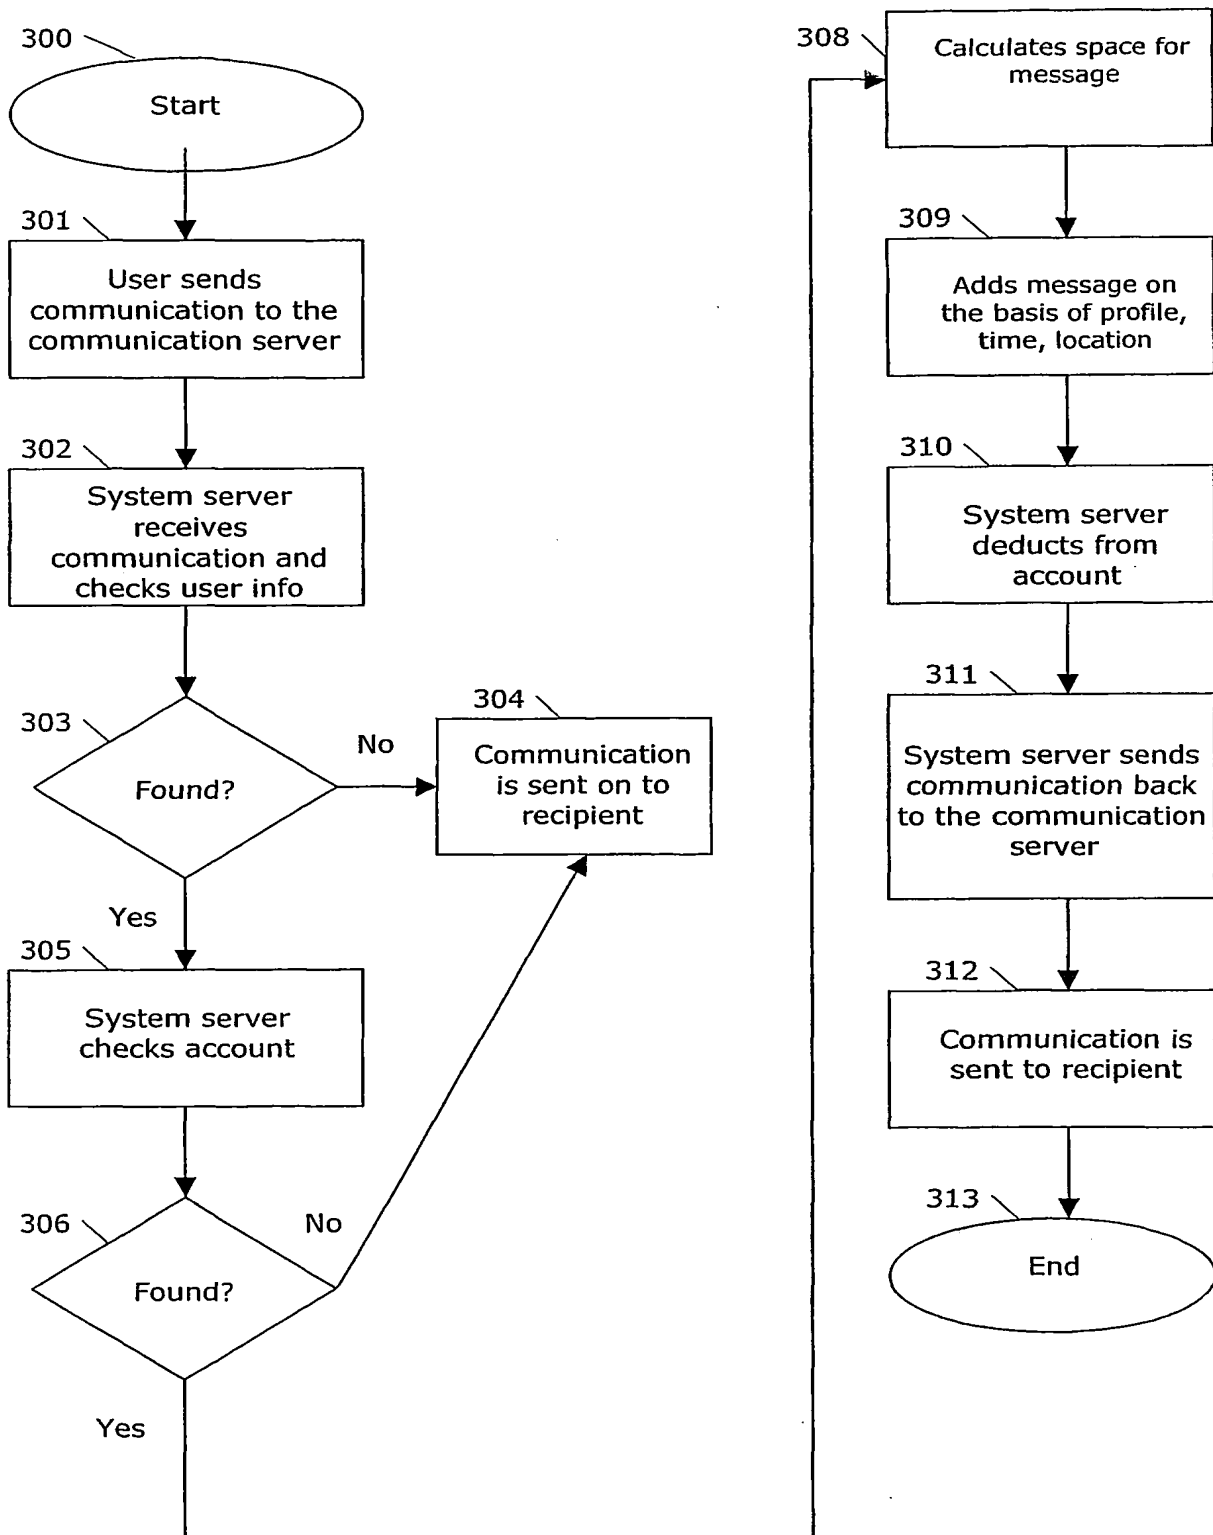 300
Start
301
User sends
communication to the
communication server
302
System server
receives
communication and
checks user info
303
Found?
No
304
Communication
is sent on to
recipient
Yes
305
System server
checks account
306
Found?
No
Yes
308
Calculates space for
message
309
Adds message on
the basis of profile,
time, location
310
System server
deducts from
account
311
System server sends
communication back
to the communication
server
312
Communication is
sent to recipient
313
End